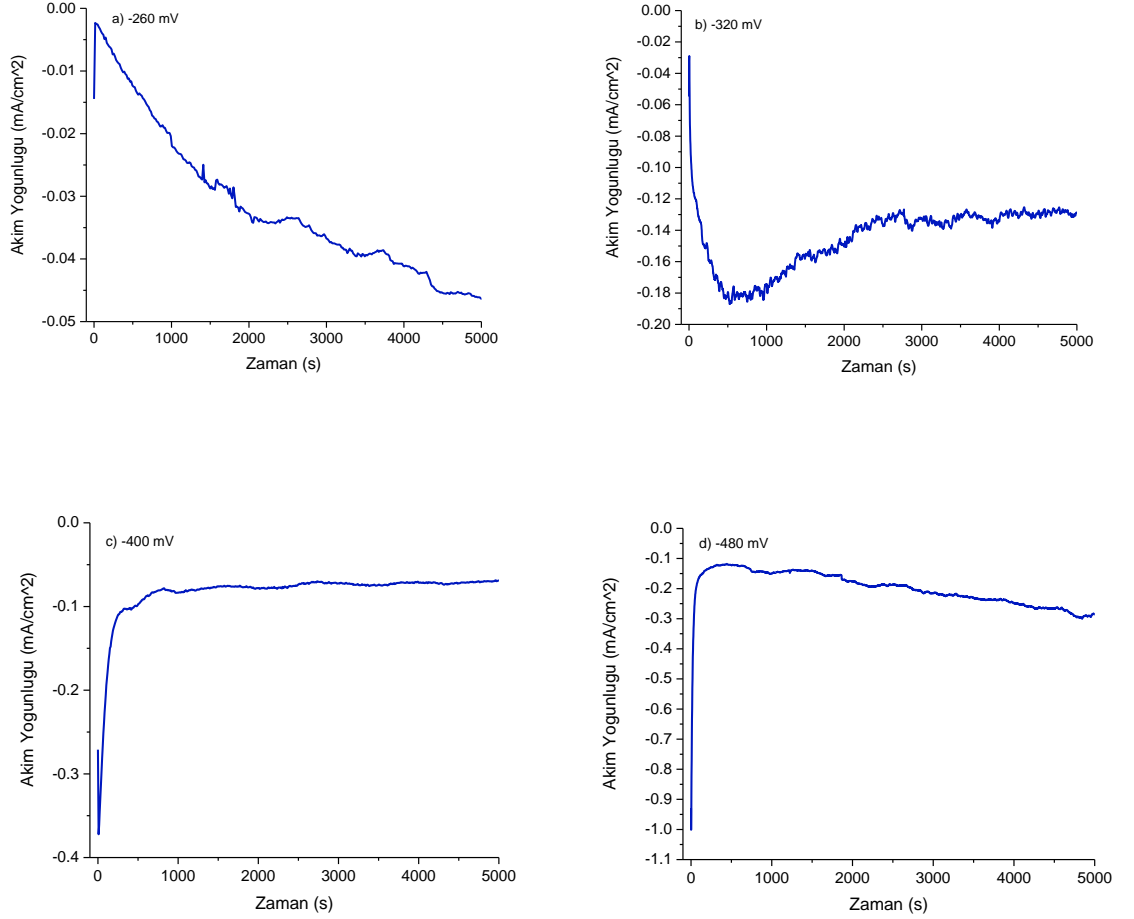 a) -260 mV
0.00
-0.01
-0.02
-0.03
-0.04
-0.05
0 1000 2000 3000 4000 5000
Akim Yogunlugu (mA/cm^2)
Zaman (s)
b) -320 mV
0.00
-0.02
-0.04
-0.06
-0.08
-0.10
-0.12
-0.14
-0.16
-0.18
-0.20
0 1000 2000 3000 4000 5000
Akim Yogunlugu (mA/cm^2)
Zaman (s)
c) -400 mV
0.0
-0.1
-0.2
-0.3
-0.4
0 1000 2000 3000 4000 5000
Akim Yogunlugu (mA/cm^2)
Zaman (s)
d) -480 mV
0.0
-0.1
-0.2
-0.3
-0.4
-0.5
-0.6
-0.7
-0.8
-0.9
-1.0
-1.1
0 1000 2000 3000 4000 5000
Akim Yogunlugu (mA/cm^2)
Zaman (s)